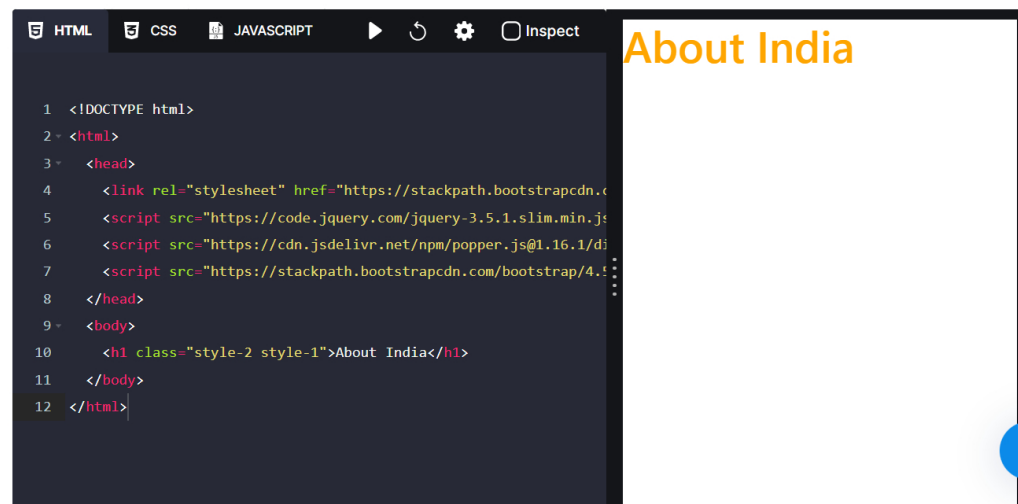 HTML CSS JAVASCRIPT Inspect
1 <!DOCTYPE html>
2 <html>
3 <head>
4 <link rel="stylesheet" href="https://stackpath.bootstrapcdn.c
5 <script src="https://code.jquery.com/jquery-3.5.1.slim.min.js
6 <script src="https://cdn.jsdelivr.net/npm/popper.js@1.16.1/di
7 <script src="https://stackpath.bootstrapcdn.com/bootstrap/4.5
8 </head>
9 <body>
10 <h1 class="style-2 style-1">About India</h1>
11 </body>
12 </html>
About India